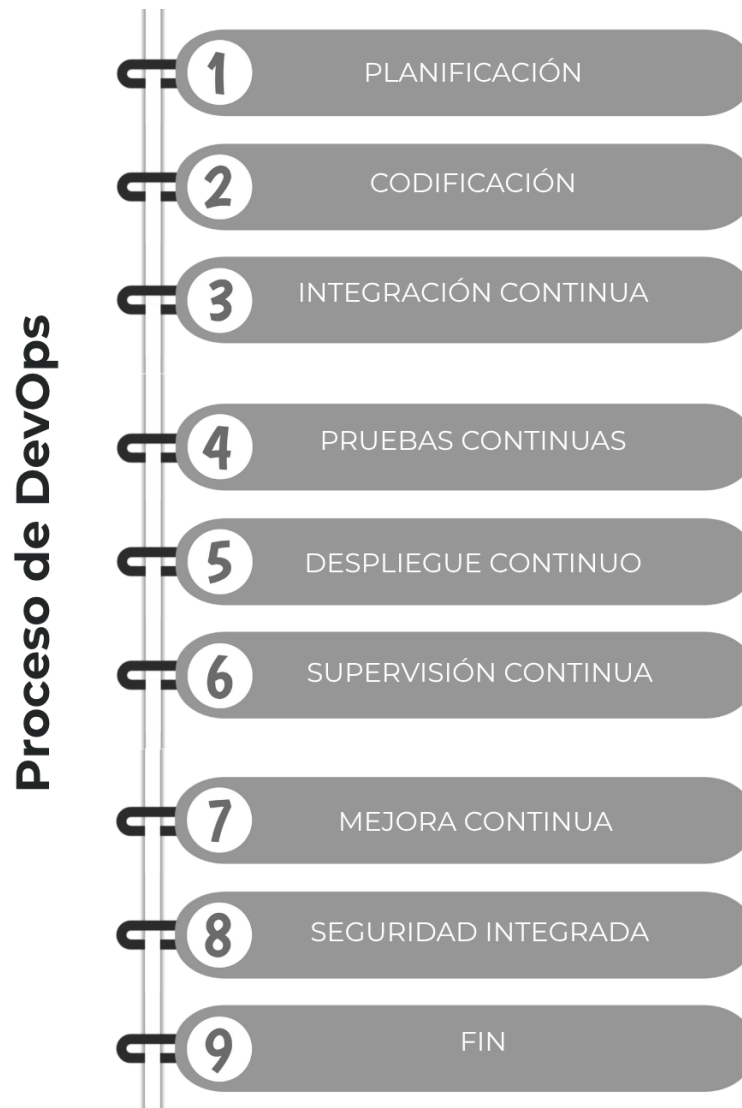 Proceso de DevOps
1 PLANIFICACIÓN
2 CODIFICACIÓN
3 INTEGRACIÓN CONTINUA
4 PRUEBAS CONTINUAS
5 DESPLIEGUE CONTINUO
6 SUPERVISIÓN CONTINUA
7 MEJORA CONTINUA
8 SEGURIDAD INTEGRADA
9 FIN